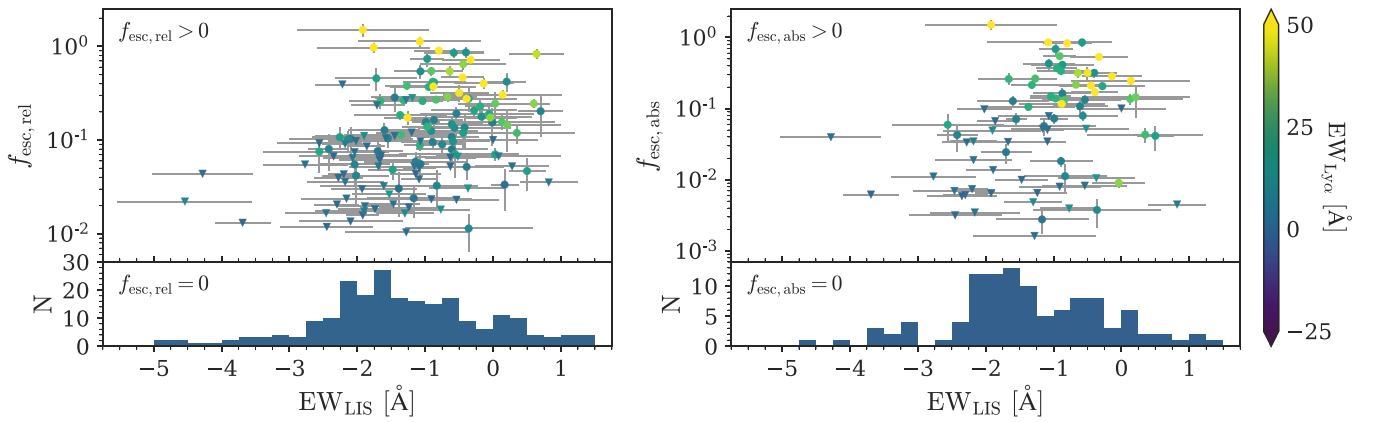 f_esc,rel > 0
f_esc,rel
10^0
10^−1
10^−2
f_esc,rel = 0
N
30
20
10
0
−5 −4 −3 −2 −1 0 1
EW_LIS [Å]
f_esc,abs > 0
f_esc,abs
10^0
10^−1
10^−2
10^−3
f_esc,abs = 0
N
10
5
0
−5 −4 −3 −2 −1 0 1
EW_LIS [Å]
50
25
0
−25
EW_Lyα [Å]